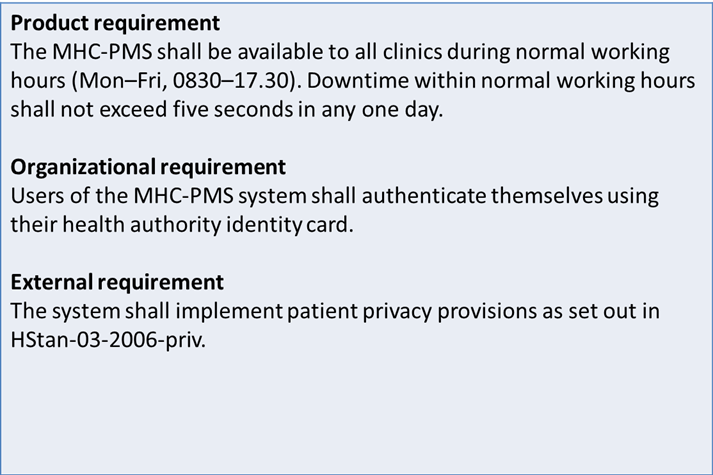 Product requirement
The MHC-PMS shall be available to all clinics during normal working
hours (Mon–Fri, 0830–17.30). Downtime within normal working hours
shall not exceed five seconds in any one day.
Organizational requirement
Users of the MHC-PMS system shall authenticate themselves using
their health authority identity card.
External requirement
The system shall implement patient privacy provisions as set out in
HStan-03-2006-priv.